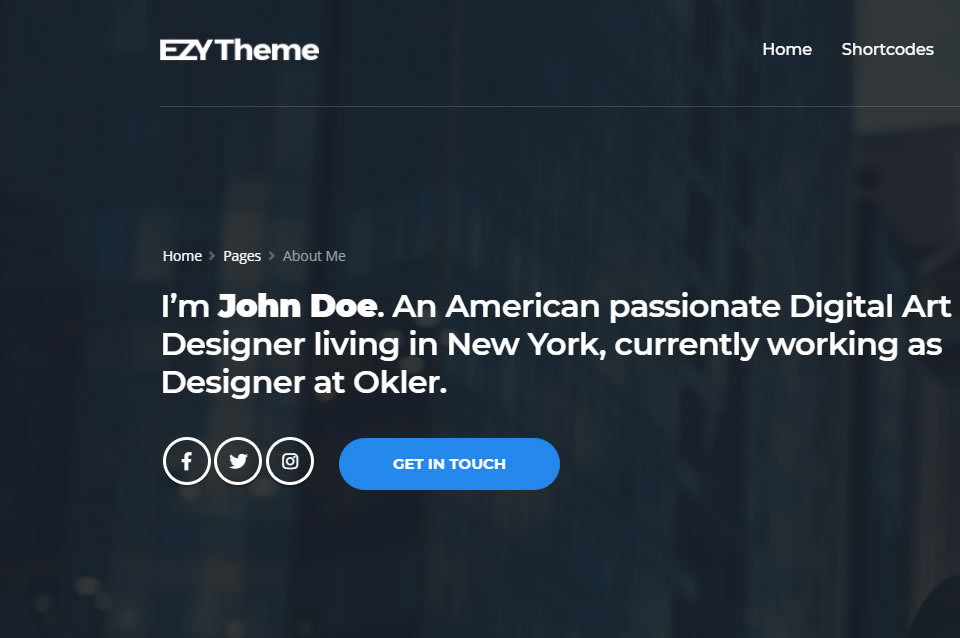 EZY Theme
Home Shortcodes
Home > Pages > About Me
I’m John Doe. An American passionate Digital Art
Designer living in New York, currently working as
Designer at Okler.
GET IN TOUCH